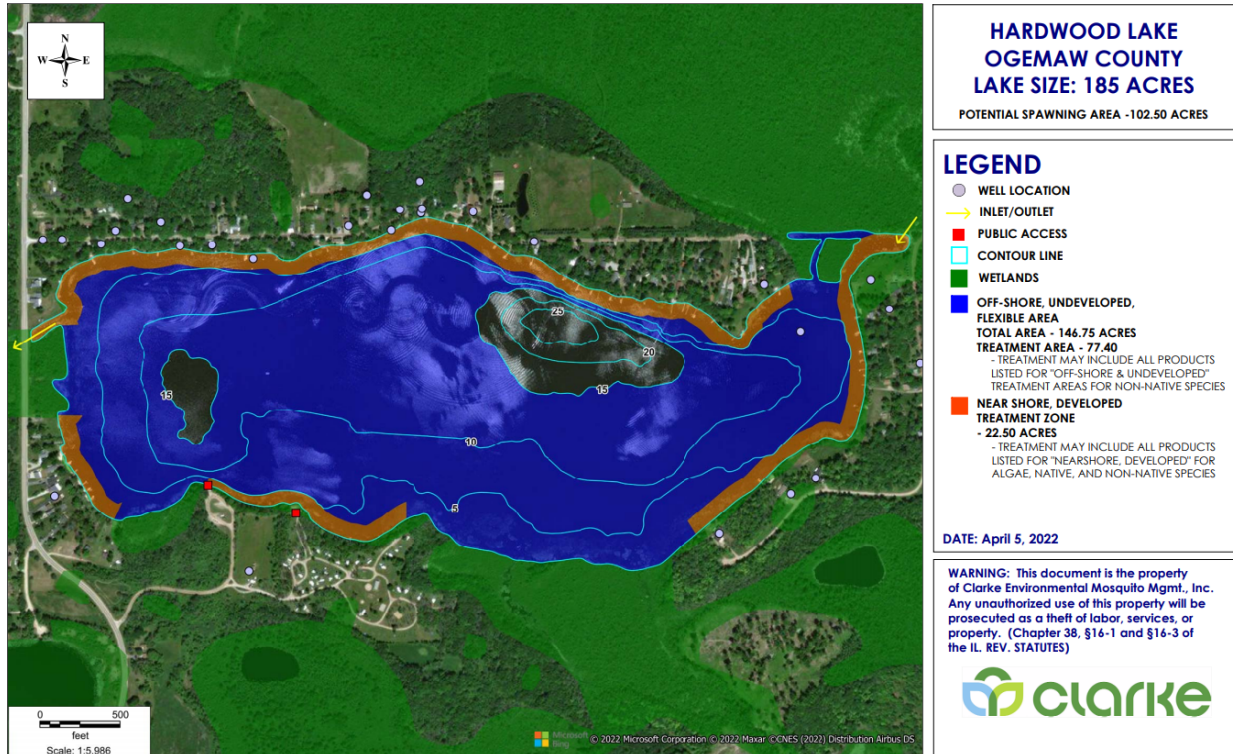 N
W
E
S
25
20
15
15
10
5
0 500
feet
Scale: 1:5,986
Microsoft
Bing
© 2022 Microsoft Corporation © 2022 Maxar ©CNES (2022) Distribution Airbus DS
HARDWOOD LAKE
OGEMAW COUNTY
LAKE SIZE: 185 ACRES
POTENTIAL SPAWNING AREA -102.50 ACRES
LEGEND
WELL LOCATION
INLET/OUTLET
PUBLIC ACCESS
CONTOUR LINE
WETLANDS
OFF-SHORE, UNDEVELOPED,
FLEXIBLE AREA
TOTAL AREA - 146.75 ACRES
TREATMENT AREA - 77.40
- TREATMENT MAY INCLUDE ALL PRODUCTS
LISTED FOR "OFF-SHORE & UNDEVELOPED"
TREATMENT AREAS FOR NON-NATIVE SPECIES
NEAR SHORE, DEVELOPED
TREATMENT ZONE
- 22.50 ACRES
- TREATMENT MAY INCLUDE ALL PRODUCTS
LISTED FOR "NEARSHORE, DEVELOPED" FOR
ALGAE, NATIVE, AND NON-NATIVE SPECIES
DATE: April 5, 2022
WARNING: This document is the property
of Clarke Environmental Mosquito Mgmt., Inc.
Any unauthorized use of this property will be
prosecuted as a theft of labor, services, or
property. (Chapter 38, §16-1 and §16-3 of
the IL. REV. STATUTES)
clarke